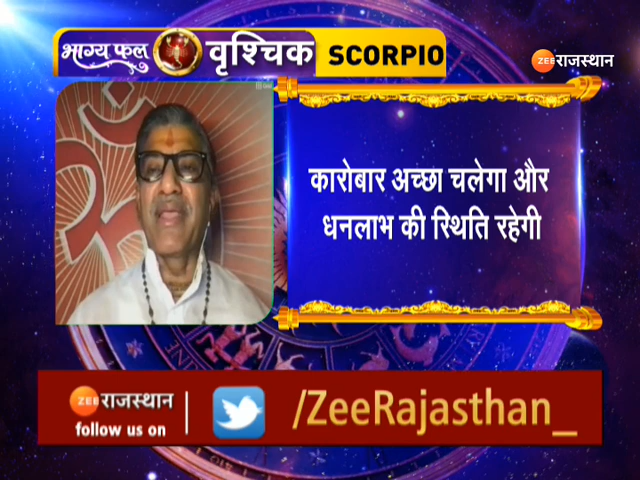 भाग्य फल
वृश्चिक
SCORPIO
ZEE राजस्थान
कारोबार अच्छा चलेगा और
धनलाभ की स्थिति रहेगी
ZEE राजस्थान
follow us on
/ZeeRajasthan_